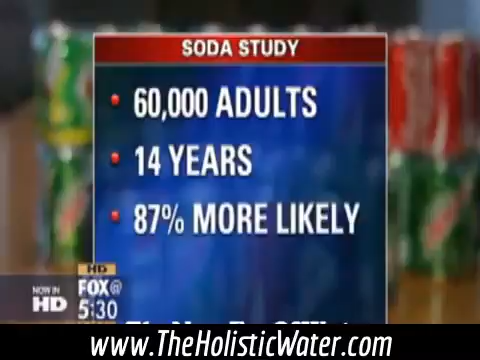 SODA STUDY
• 60,000 ADULTS
• 14 YEARS
• 87% MORE LIKELY
HD
NOW IN
HD
FOX@
5:30
www.TheHolisticWater.com